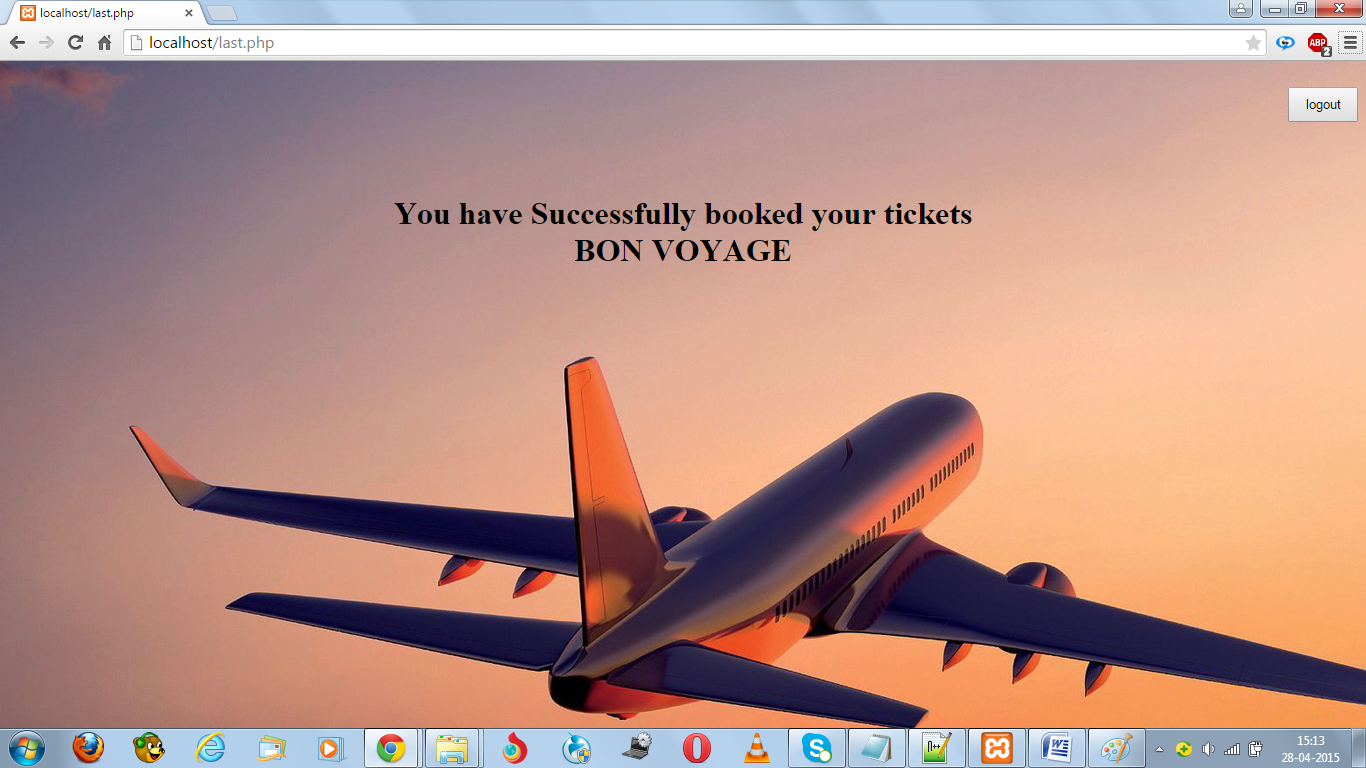 localhost/last.php
localhost/last.php
ABP
2
logout
You have Successfully booked your tickets
BON VOYAGE
15:13
28-04-2015